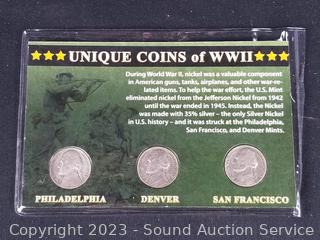 UNIQUE COINS of WWII
During World War II, nickel was a valuable component
in American guns, tanks, airplanes, and other war-re-
lated items. To help the war effort, the U.S. Mint
eliminated nickel from the Jefferson Nickel from 1942
until the war ended in 1945. Instead, the Nickel
was made with 35% silver – the only Silver Nickel
in U.S. history – and it was struck at the Philadelphia,
San Francisco, and Denver Mints.
PHILADELPHIA DENVER SAN FRANCISCO
Copyright 2023 - Sound Auction Service